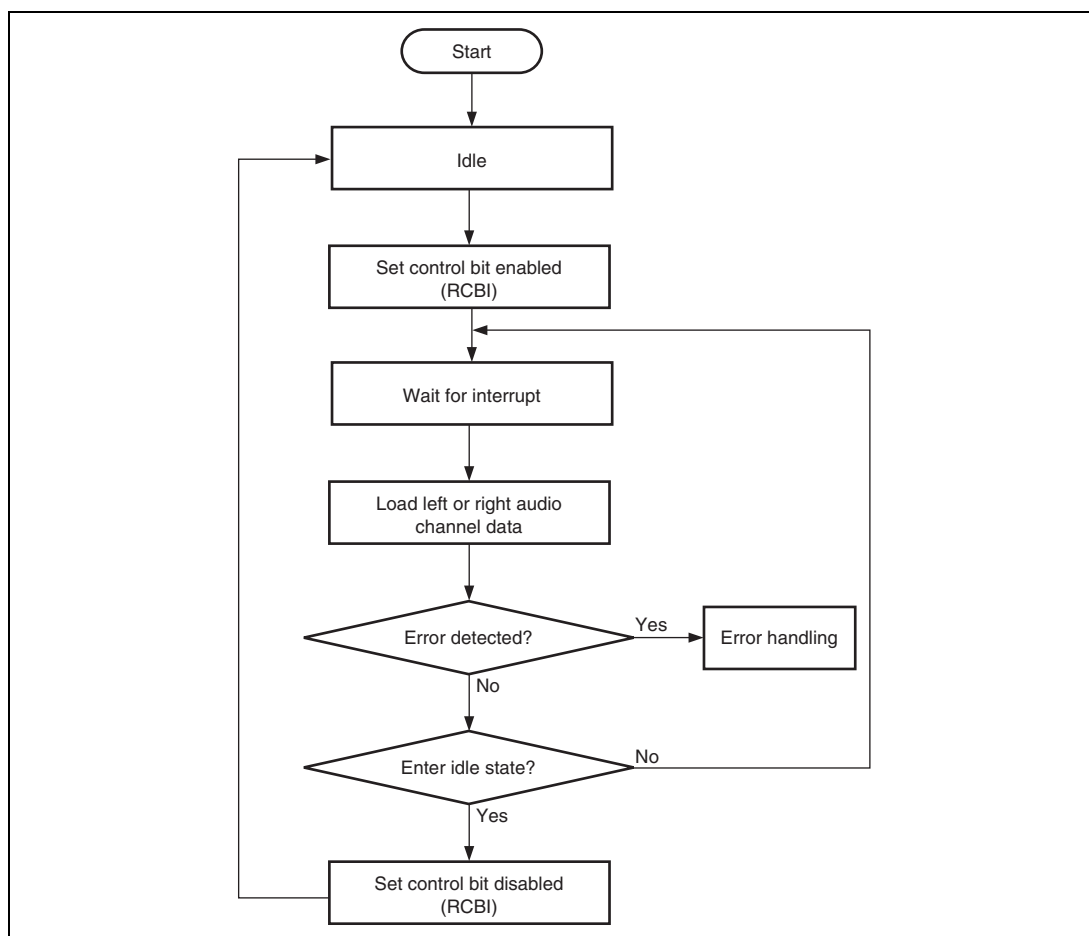 Start
Idle
Set control bit enabled
(RCBI)
Wait for interrupt
Load left or right audio
channel data
Error detected?
Yes
Error handling
No
Enter idle state?
No
Yes
Set control bit disabled
(RCBI)